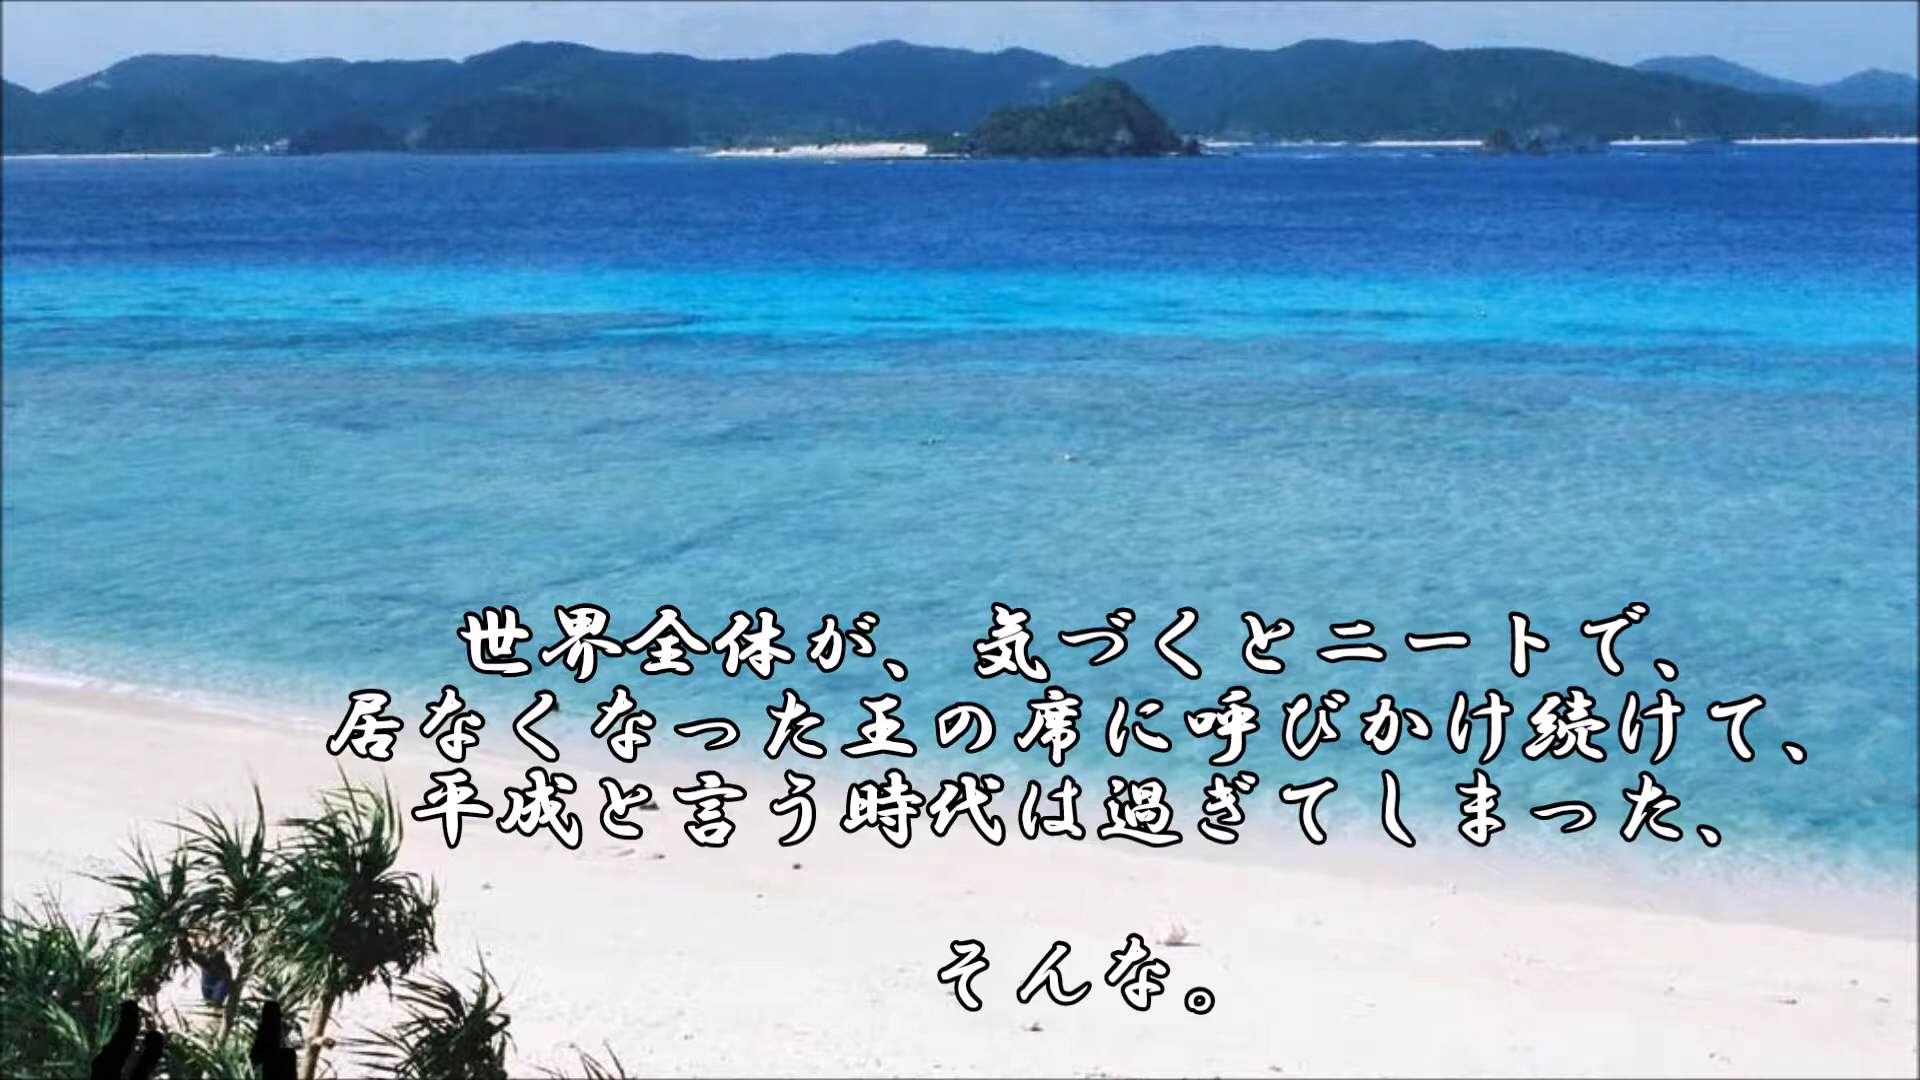 世界全体が、気づくとニートで、
居なくなった王の席に呼びかけ続けて、
平成と言う時代は過ぎてしまった、
そんな。